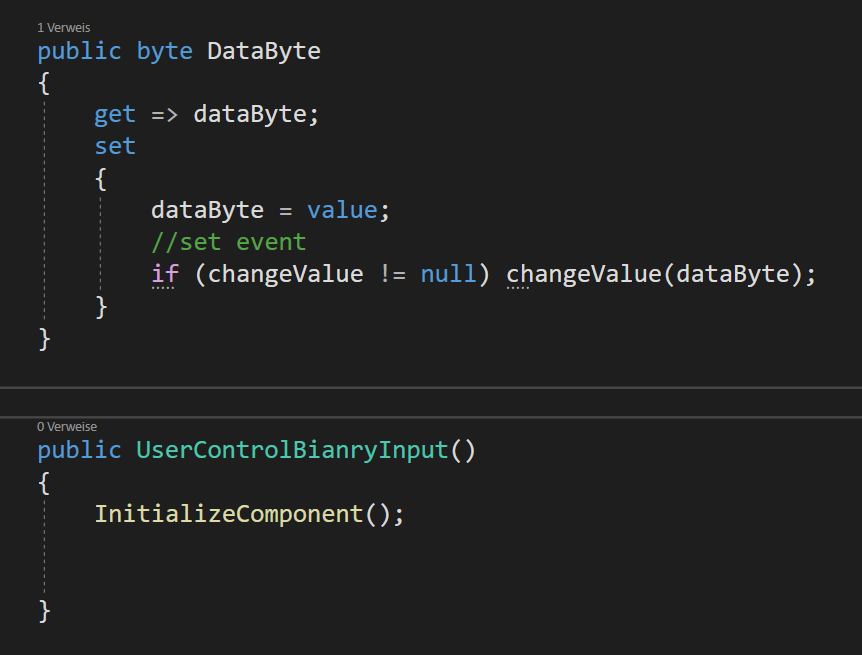 1 Verweis
public byte DataByte
{
get => dataByte;
set
{
dataByte = value;
//set event
if (changeValue != null) changeValue(dataByte);
}
}
0 Verweise
public UserControlBianryInput()
{
InitializeComponent();
}